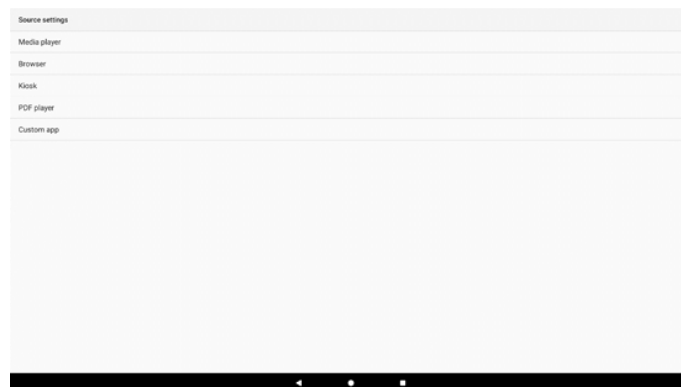 Source settings
Media player
Browser
Kiosk
PDF player
Custom app